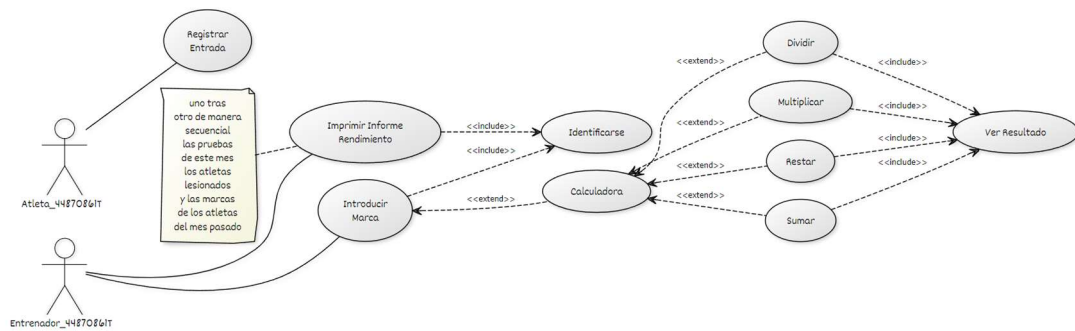 Registrar
Entrada
uno tras
otro de manera
secuencial
las pruebas
de este mes
los atletas
lesionados
y las marcas
de los atletas
del mes pasado
Atleta_44870861T
Entrenador_44870861T
Imprimir Informe
Rendimiento
Introducir
Marca
<<include>>
<<include>>
<<extend>>
Identificarse
Calculadora
<<extend>>
<<extend>>
<<extend>>
<<extend>>
Dividir
Multiplicar
Restar
Sumar
<<include>>
<<include>>
<<include>>
<<include>>
Ver Resultado